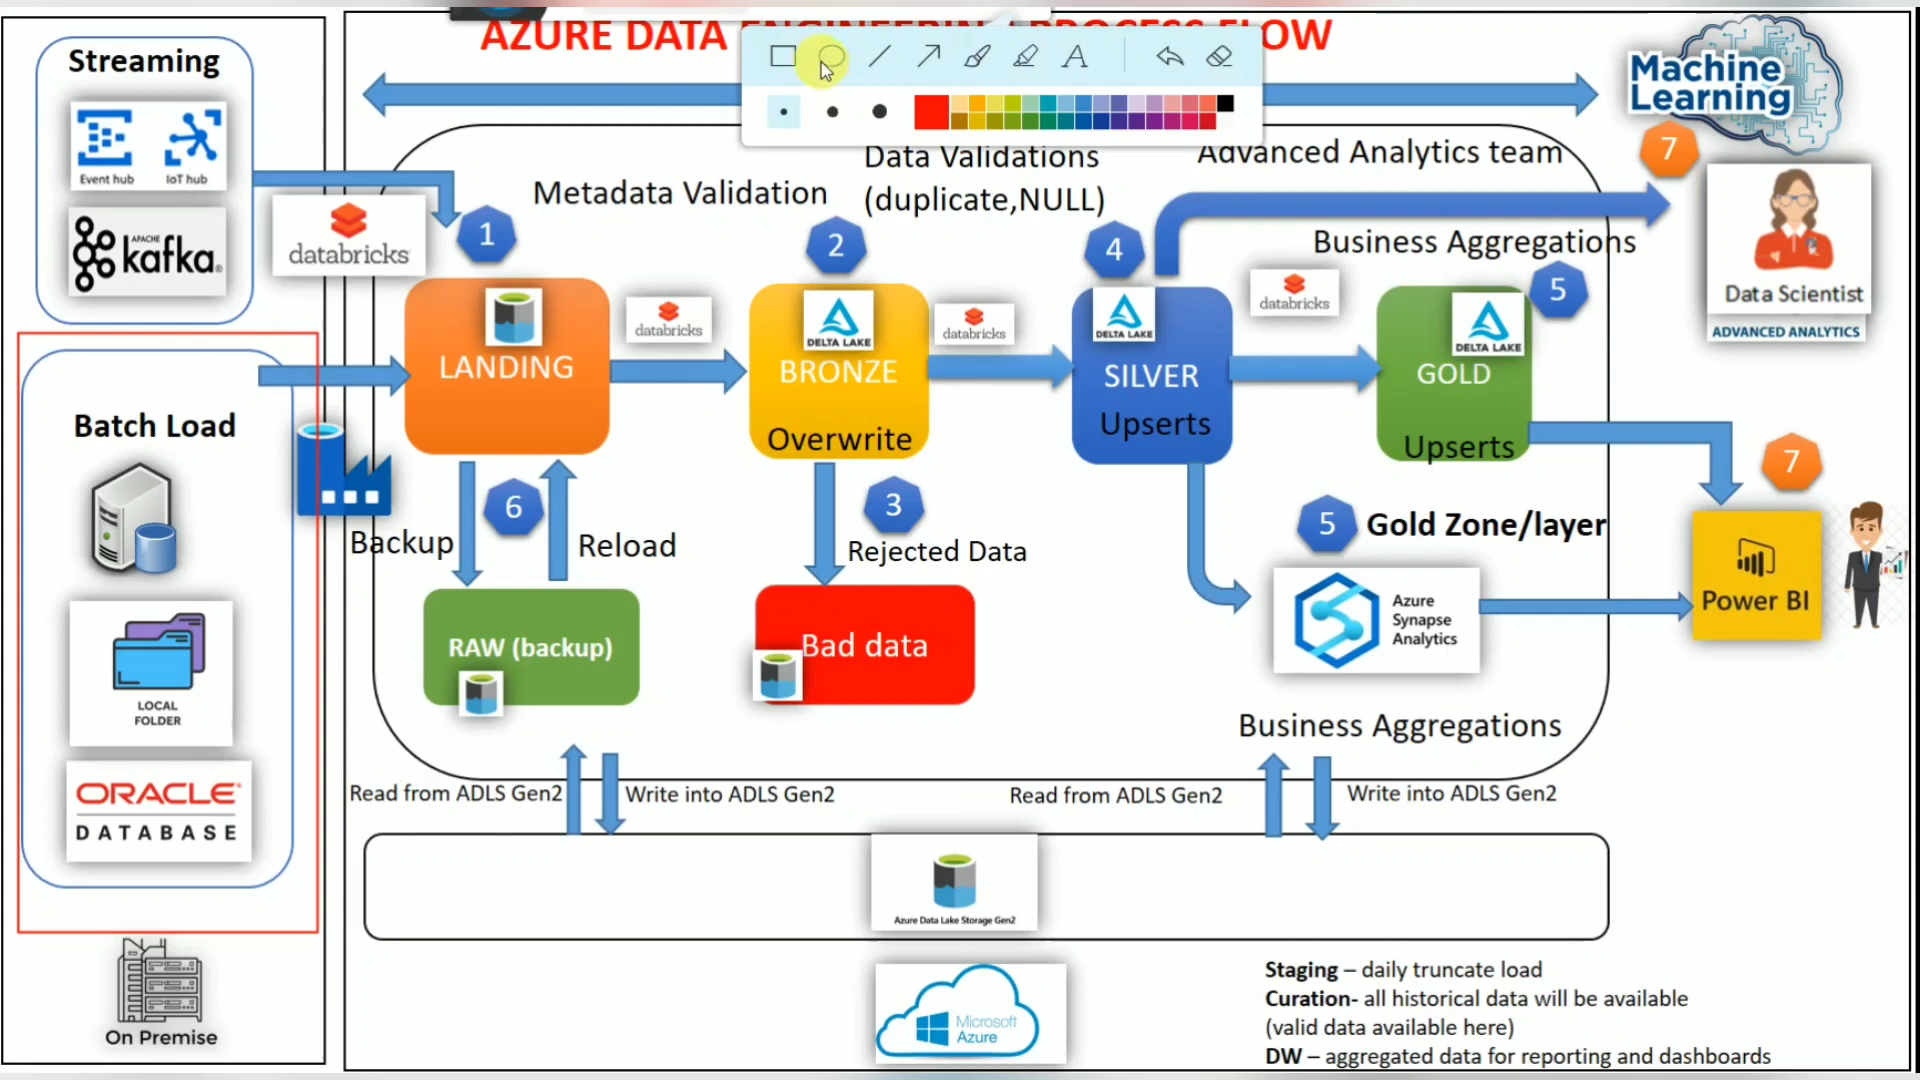 AZURE DATA ENGINEERING PROCESS FLOW
Streaming
Event hub
IoT hub
APACHE
kafka®
databricks
Machine
Learning
Metadata Validation
Data Validations
(duplicate,NULL)
Advanced Analytics team
Business Aggregations
1
2
4
5
7
Data Scientist
ADVANCED ANALYTICS
LANDING
databricks
DELTA LAKE
BRONZE
Overwrite
databricks
DELTA LAKE
SILVER
Upserts
databricks
DELTA LAKE
GOLD
Upserts
Batch Load
Backup
6
Reload
3
Rejected Data
5
Gold Zone/layer
7
RAW (backup)
Bad data
Azure
Synapse
Analytics
Power BI
LOCAL
FOLDER
ORACLE®
DATABASE
Business Aggregations
Read from ADLS Gen2
Write into ADLS Gen2
Read from ADLS Gen2
Write into ADLS Gen2
Azure Data Lake Storage Gen2
On Premise
Microsoft
Azure
Staging – daily truncate load
Curation- all historical data will be available
(valid data available here)
DW – aggregated data for reporting and dashboards
A